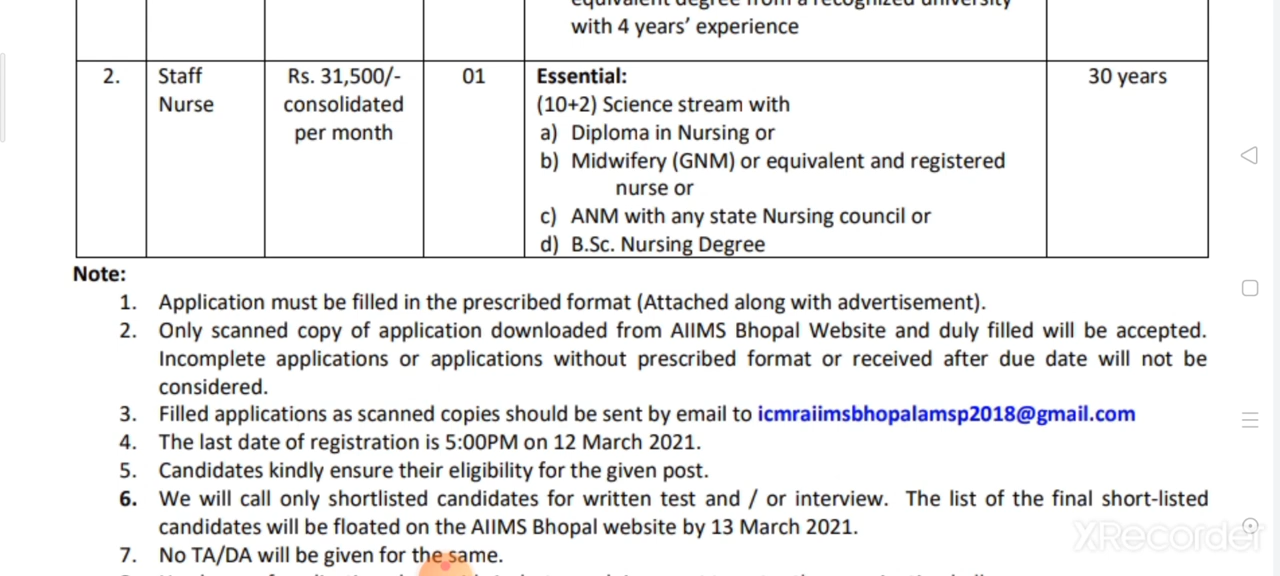 with 4 years' experience
2. Staff Nurse Rs. 31,500/- consolidated per month 01 Essential: 30 years
(10+2) Science stream with
a) Diploma in Nursing or
b) Midwifery (GNM) or equivalent and registered
nurse or
c) ANM with any state Nursing council or
d) B.Sc. Nursing Degree
Note:
1. Application must be filled in the prescribed format (Attached along with advertisement).
2. Only scanned copy of application downloaded from AIIMS Bhopal Website and duly filled will be accepted.
Incomplete applications or applications without prescribed format or received after due date will not be
considered.
3. Filled applications as scanned copies should be sent by email to icmraiimsbhopalamsp2018@gmail.com
4. The last date of registration is 5:00PM on 12 March 2021.
5. Candidates kindly ensure their eligibility for the given post.
6. We will call only shortlisted candidates for written test and / or interview. The list of the final short-listed
candidates will be floated on the AIIMS Bhopal website by 13 March 2021.
XRecorder
7. No TA/DA will be given for the same.